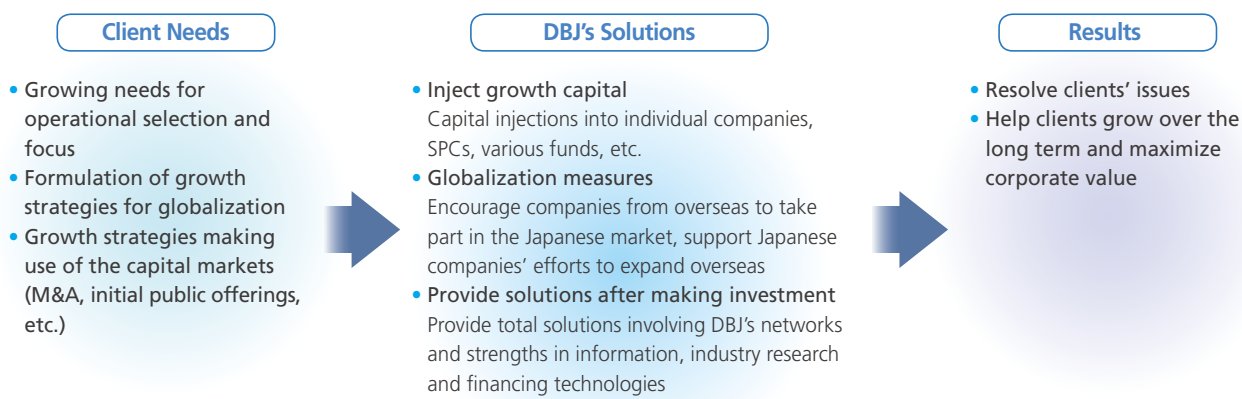 Client Needs
• Growing needs for
operational selection and
focus
• Formulation of growth
strategies for globalization
• Growth strategies making
use of the capital markets
(M&A, initial public offerings,
etc.)
DBJ's Solutions
• Inject growth capital
Capital injections into individual companies,
SPCs, various funds, etc.
• Globalization measures
Encourage companies from overseas to take
part in the Japanese market, support Japanese
companies' efforts to expand overseas
• Provide solutions after making investment
Provide total solutions involving DBJ's networks
and strengths in information, industry research
and financing technologies
Results
• Resolve clients' issues
• Help clients grow over the
long term and maximize
corporate value